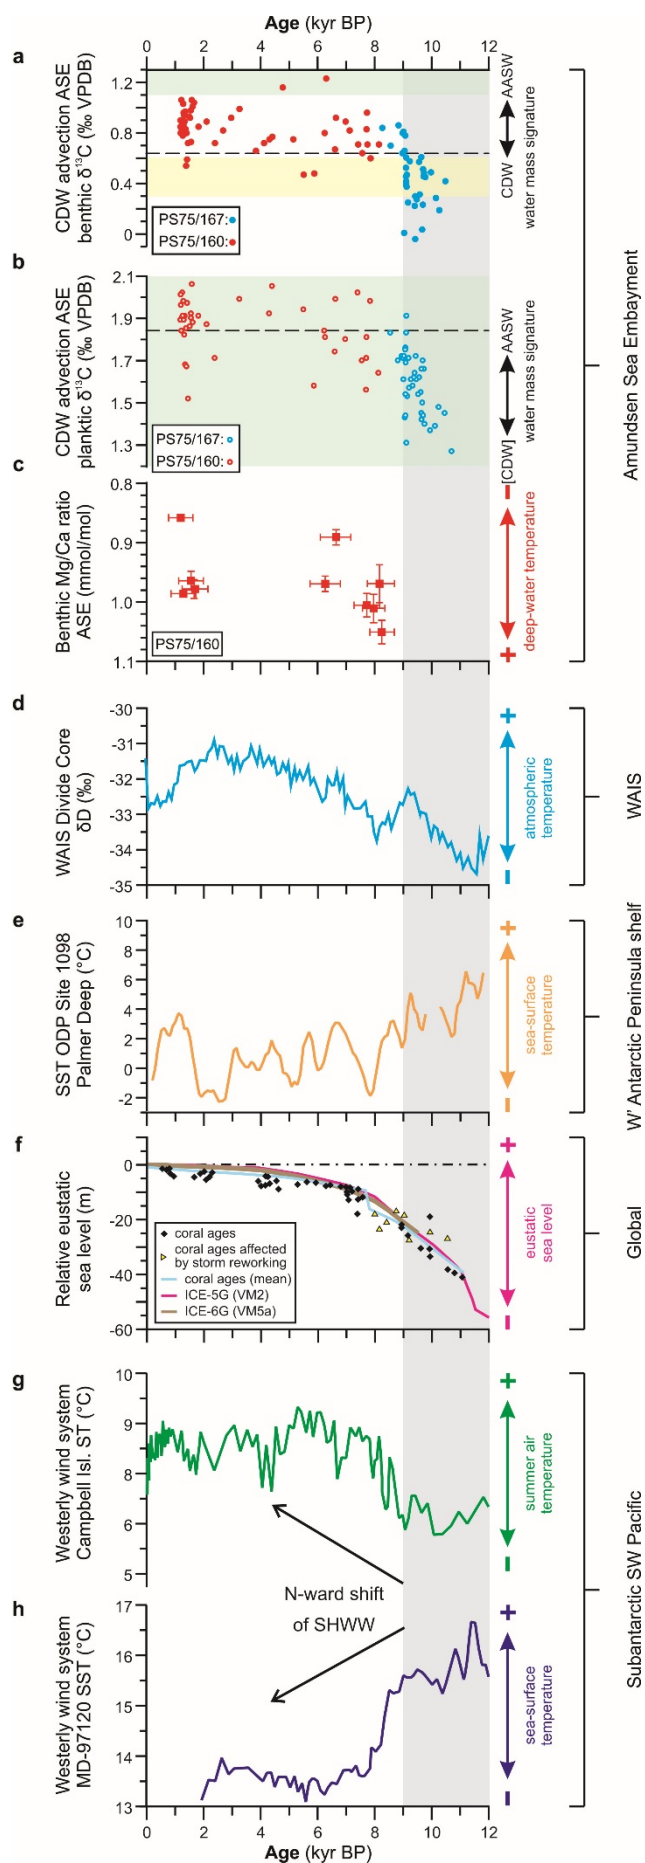 Age (kyr BP)
0 2 4 6 8 10 12
a
CDW advection ASE
benthic δ¹³C (‰ VPDB)
1.2
0.8
0.4
0
PS75/167:
PS75/160:
CDW
AASW
water mass signature
b
CDW advection ASE
planktic δ¹³C (‰ VPDB)
2.1
1.9
1.7
1.5
1.3
PS75/167:
PS75/160:
[CDW]
AASW
water mass signature
c
Benthic Mg/Ca ratio
ASE (mmol/mol)
0.8
0.9
1.0
1.1
PS75/160
deep-water temperature
+
Amundsen Sea Embayment
d
WAIS Divide Core
δD (‰)
-30
-31
-32
-33
-34
-35
+
atmospheric
temperature
WAIS
e
SST ODP Site 1098
Palmer Deep (°C)
10
8
6
4
2
0
-2
+
sea-surface
temperature
W' Antarctic Peninsula shelf
f
Relative eustatic
sea level (m)
0
-20
-40
-60
coral ages
coral ages affected
by storm reworking
coral ages (mean)
ICE-5G (VM2)
ICE-6G (VM5a)
+
eustatic
sea level
Global
g
Westerly wind system
Campbell Isl. ST (°C)
10
9
8
6
5
+
summer air
temperature
N-ward shift
of SHWW
h
Westerly wind system
MD-97120 SST (°C)
17
16
15
14
13
+
sea-surface
temperature
Subantarctic SW Pacific
0 2 4 6 8 10 12
Age (kyr BP)